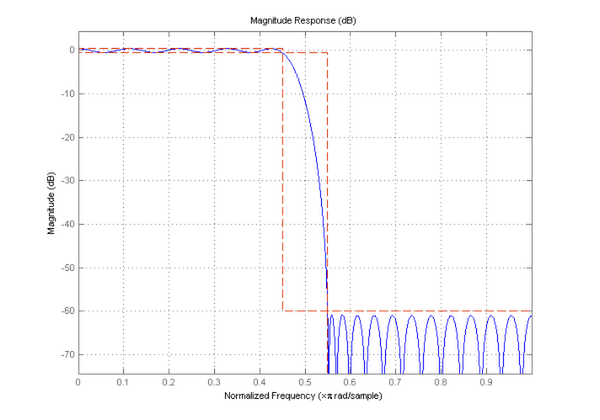 Magnitude Response (dB)
0
-10
-20
-30
-40
-50
-60
-70
Magnitude (dB)
0 0.1 0.2 0.3 0.4 0.5 0.6 0.7 0.8 0.9
Normalized Frequency (×π rad/sample)